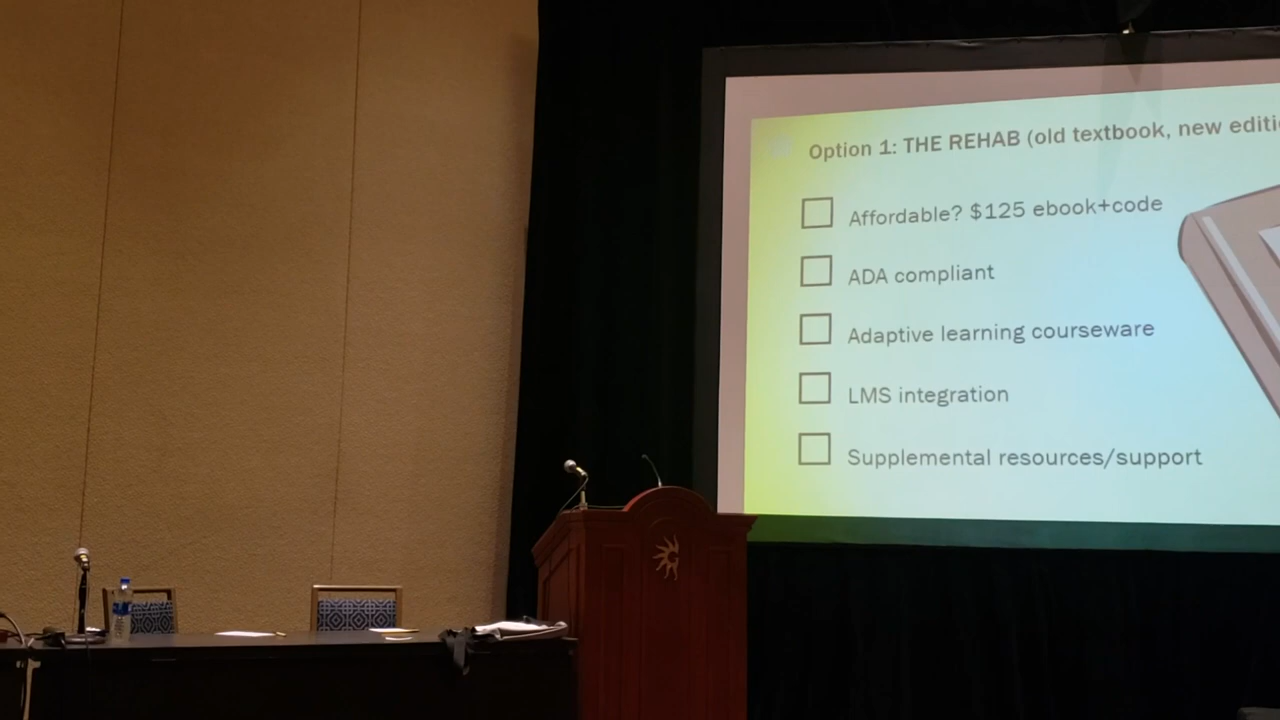 Option 1: THE REHAB (old textbook, new editi
Affordable? $125 ebook+code
ADA compliant
Adaptive learning courseware
LMS integration
Supplemental resources/support